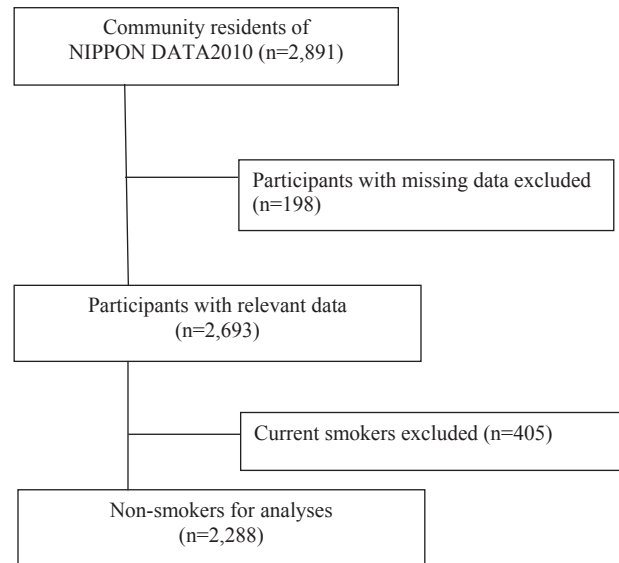 Community residents of
NIPPON DATA2010 (n=2,891)
Participants with missing data excluded
(n=198)
Participants with relevant data
(n=2,693)
Current smokers excluded (n=405)
Non-smokers for analyses
(n=2,288)